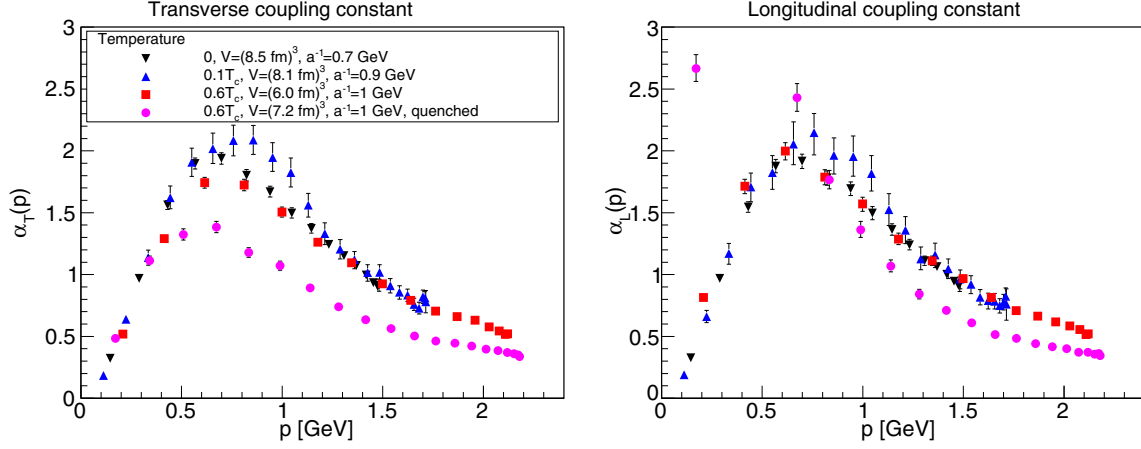 Transverse coupling constant
α_T(p)
3
2.5
2
1.5
1
0.5
0
Temperature
0, V=(8.5 fm)³, a⁻¹=0.7 GeV
0.1T_c, V=(8.1 fm)³, a⁻¹=0.9 GeV
0.6T_c, V=(6.0 fm)³, a⁻¹=1 GeV
0.6T_c, V=(7.2 fm)³, a⁻¹=1 GeV, quenched
0 0.5 1 1.5 2
p [GeV]
Longitudinal coupling constant
α_L(p)
3
2.5
2
1.5
1
0.5
0
0 0.5 1 1.5 2
p [GeV]